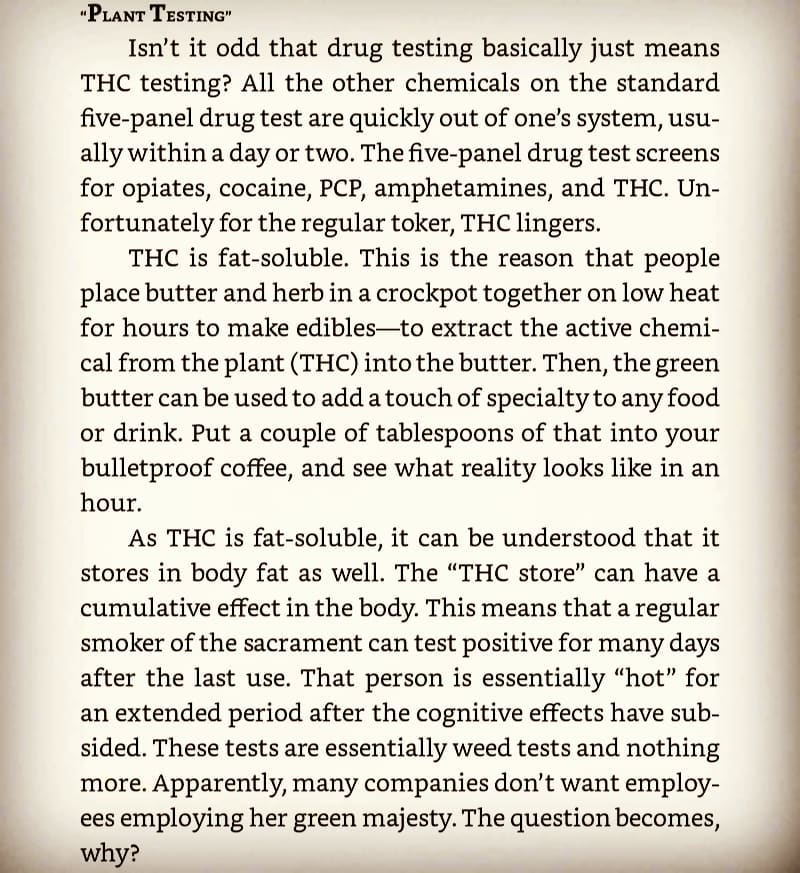 “Plant Testing”
Isn’t it odd that drug testing basically just means
THC testing? All the other chemicals on the standard
five-panel drug test are quickly out of one’s system, usu-
ally within a day or two. The five-panel drug test screens
for opiates, cocaine, PCP, amphetamines, and THC. Un-
fortunately for the regular toker, THC lingers.
THC is fat-soluble. This is the reason that people
place butter and herb in a crockpot together on low heat
for hours to make edibles—to extract the active chemi-
cal from the plant (THC) into the butter. Then, the green
butter can be used to add a touch of specialty to any food
or drink. Put a couple of tablespoons of that into your
bulletproof coffee, and see what reality looks like in an
hour.
As THC is fat-soluble, it can be understood that it
stores in body fat as well. The “THC store” can have a
cumulative effect in the body. This means that a regular
smoker of the sacrament can test positive for many days
after the last use. That person is essentially “hot” for
an extended period after the cognitive effects have sub-
sided. These tests are essentially weed tests and nothing
more. Apparently, many companies don’t want employ-
ees employing her green majesty. The question becomes,
why?